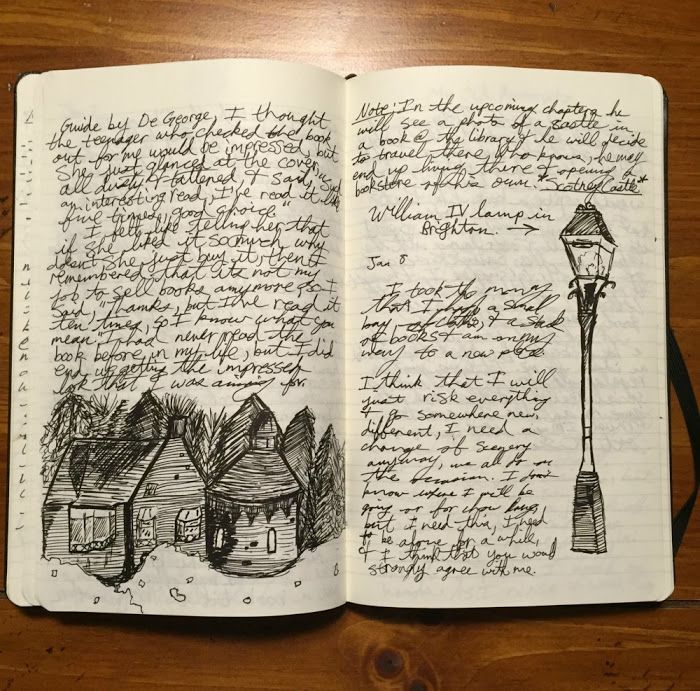 Guide by De George, I thought
the teenager who checked the book
out for me would be impressed, but
she just glanced at the cover,
all dusty & tattered & said, "such
an interesting read, I've read it
five times, good choice."
I felt like telling her that
if she liked it so much why
doesn't she just buy it, then I
remembered that its not my
job to sell books anymore so I
said, "Thanks, but I've read it
ten times, so I know what you
mean." I had never read the
book before in my life, but I did
end up getting the impressed
look that I was aiming for.
Note: In the upcoming chapters he
will see a photo of a castle in
a book @ the library & he will decide
to travel there, who knows, he may
end up living there & opening a
bookstore of his own. *Scotney Castle*
William IV lamp in
Brighton. →
Jan 8
I took the money
that I had, a small
bag, of clothes, & a stack
of books & am on my
way to a new place.
I think that I will
just risk everything
& go somewhere new,
different, I need a
change of scenery
anyway, we all do on
the occasion. I don't
know where I will be
going or for how long,
but I need this, I need
to be alone for a while,
& I think that you would
strongly agree with me.